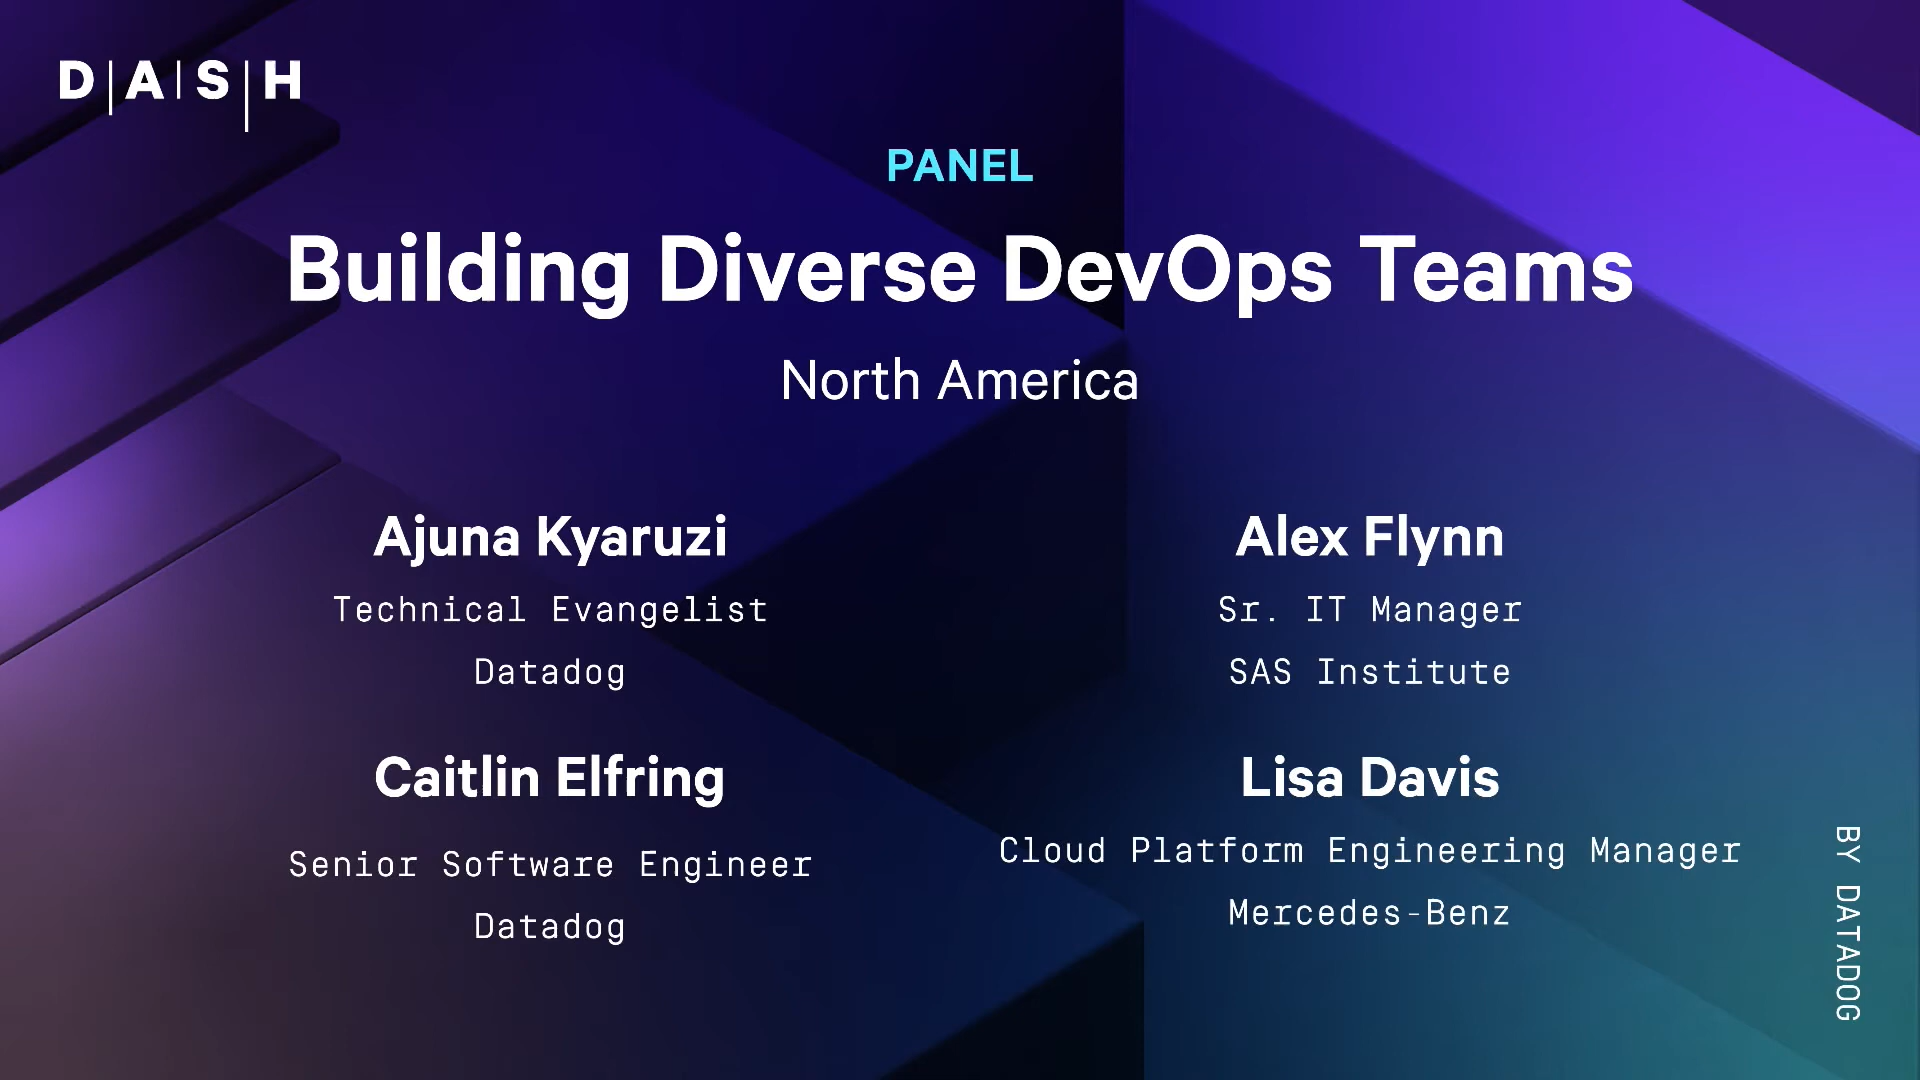 D|A|S|H
PANEL
Building Diverse DevOps Teams
North America
Ajuna Kyaruzi
Technical Evangelist
Datadog
Alex Flynn
Sr. IT Manager
SAS Institute
Caitlin Elfring
Senior Software Engineer
Datadog
Lisa Davis
Cloud Platform Engineering Manager
Mercedes-Benz
BY DATADOG